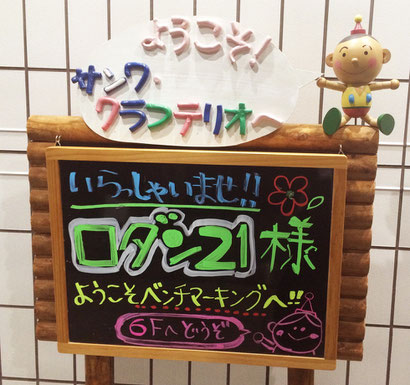 ようこそ!
サンワ・
クラフテリオへ
いらっしゃいませ!!
ロダン21様
ようこそベンチマーキングへ!!
6Fへどうぞ